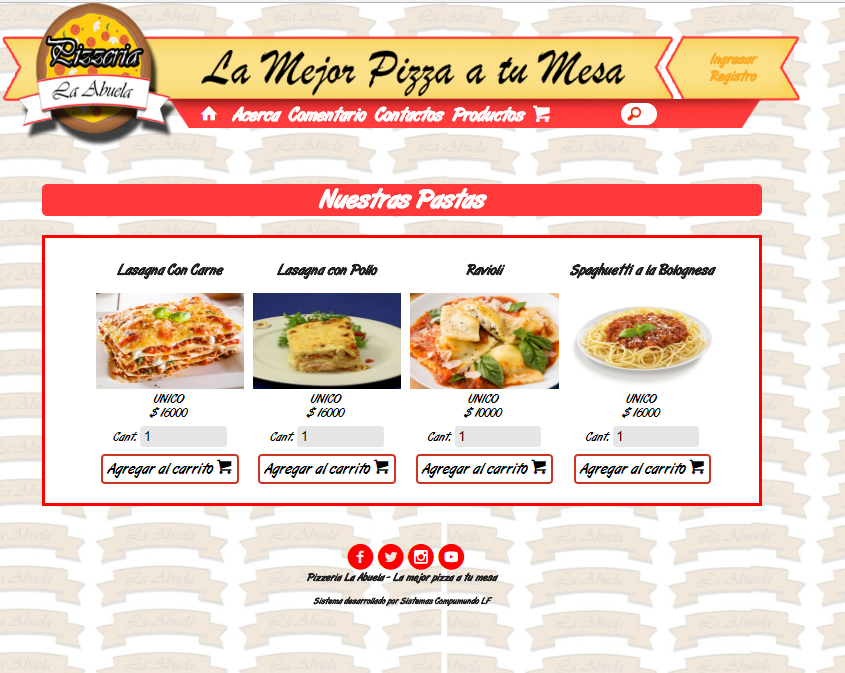 Pizzeria
La Abuela
La Mejor Pizza a tu Mesa
Ingresar
Registro
Acerca Comentario Contactos Productos
Nuestras Pastas
Lasagna Con Carne
Lasagna con Pollo
Ravioli
Spaghuetti a la Bolognesa
UNICO
$ 16000
UNICO
$ 16000
UNICO
$ 10000
UNICO
$ 16000
Cant. 1
Cant. 1
Cant. 1
Cant. 1
Agregar al carrito
Agregar al carrito
Agregar al carrito
Agregar al carrito
Pizzeria La Abuela - La mejor pizza a tu mesa
Sistema desarrollado por Sistemas Compumundo LF